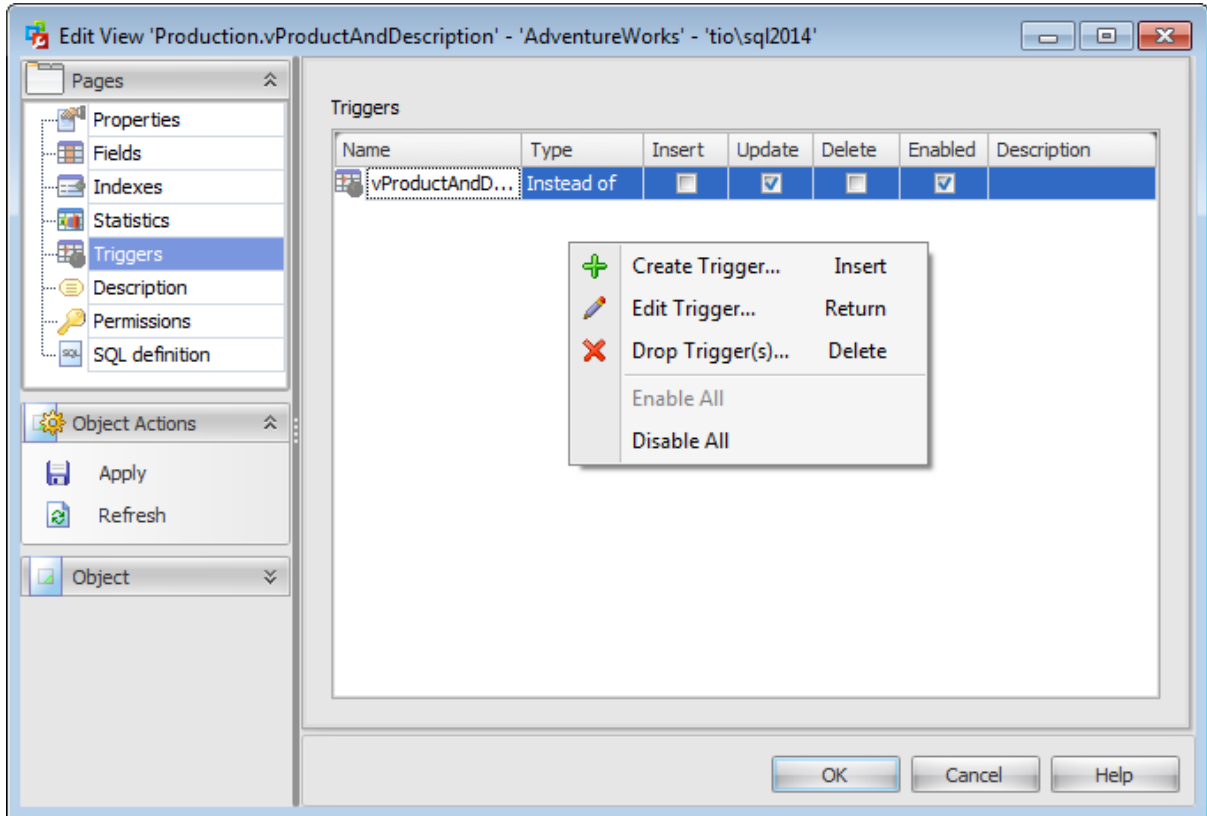 Edit View 'Production.vProductAndDescription' - 'AdventureWorks' - 'tio\sql2014'
Pages
Properties
Fields
Indexes
Statistics
Triggers
Description
Permissions
SQL definition
Object Actions
Apply
Refresh
Object
Triggers
Name Type Insert Update Delete Enabled Description
vProductAndD... Instead of
Create Trigger... Insert
Edit Trigger... Return
Drop Trigger(s)... Delete
Enable All
Disable All
OK Cancel Help